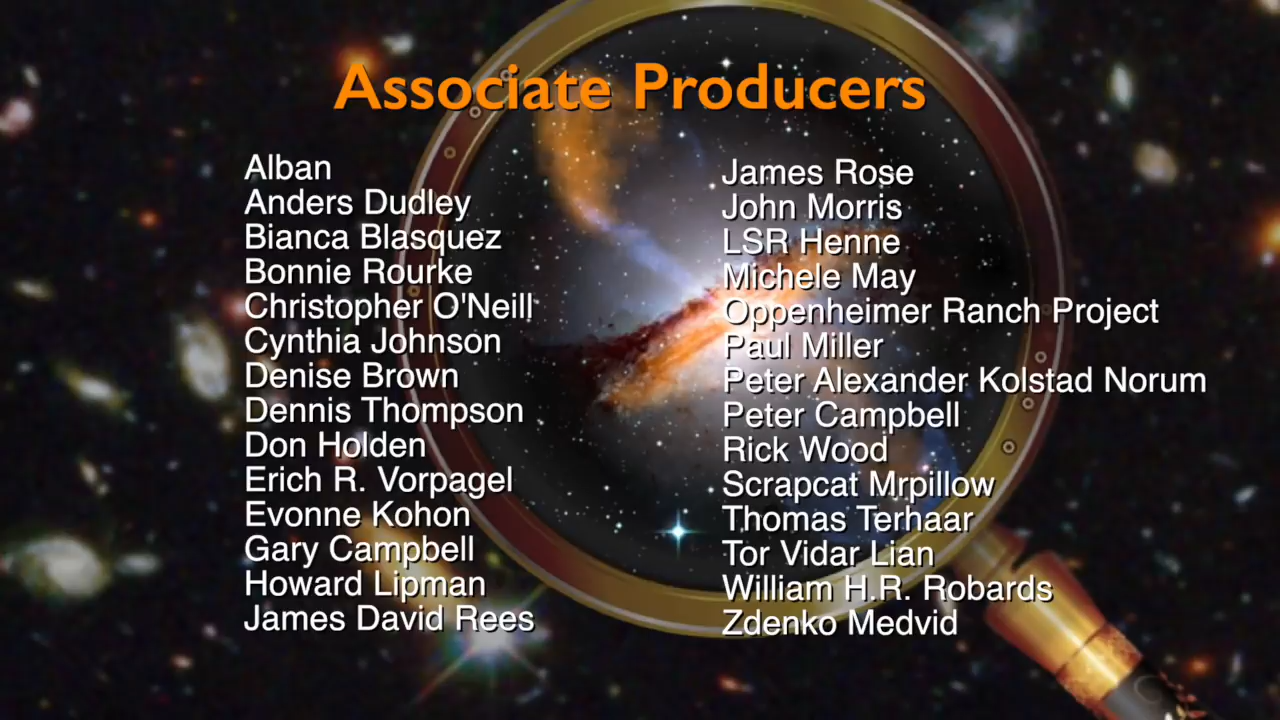 Associate Producers
Alban
Anders Dudley
Bianca Blasquez
Bonnie Rourke
Christopher O'Neill
Cynthia Johnson
Denise Brown
Dennis Thompson
Don Holden
Erich R. Vorpagel
Evonne Kohon
Gary Campbell
Howard Lipman
James David Rees
James Rose
John Morris
LSR Henne
Michele May
Oppenheimer Ranch Project
Paul Miller
Peter Alexander Kolstad Norum
Peter Campbell
Rick Wood
Scrapcat Mrpillow
Thomas Terhaar
Tor Vidar Lian
William H.R. Robards
Zdenko Medvid